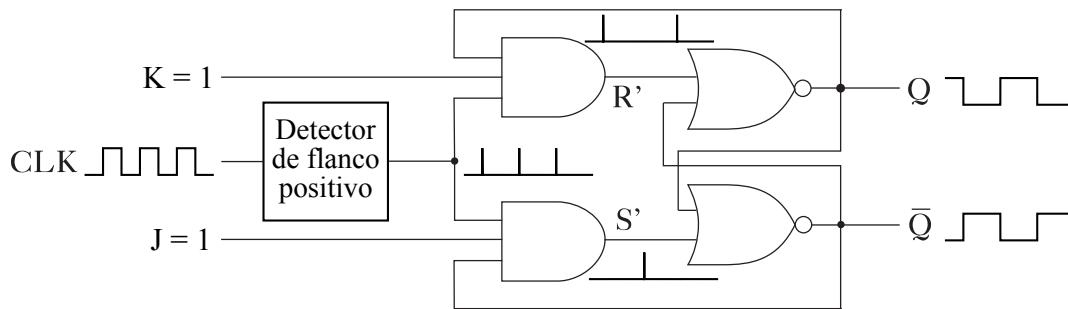 K = 1
R'
Q
CLK
Detector
de flanco
positivo
S'
J = 1
Q̅